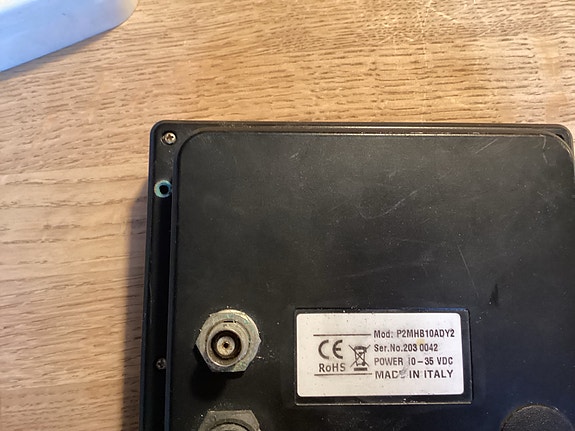 Mod. P2MHB10ADY2
CE Ser.No.203 0042
POWER 10-35 VDC
RoHS MADE IN ITALY